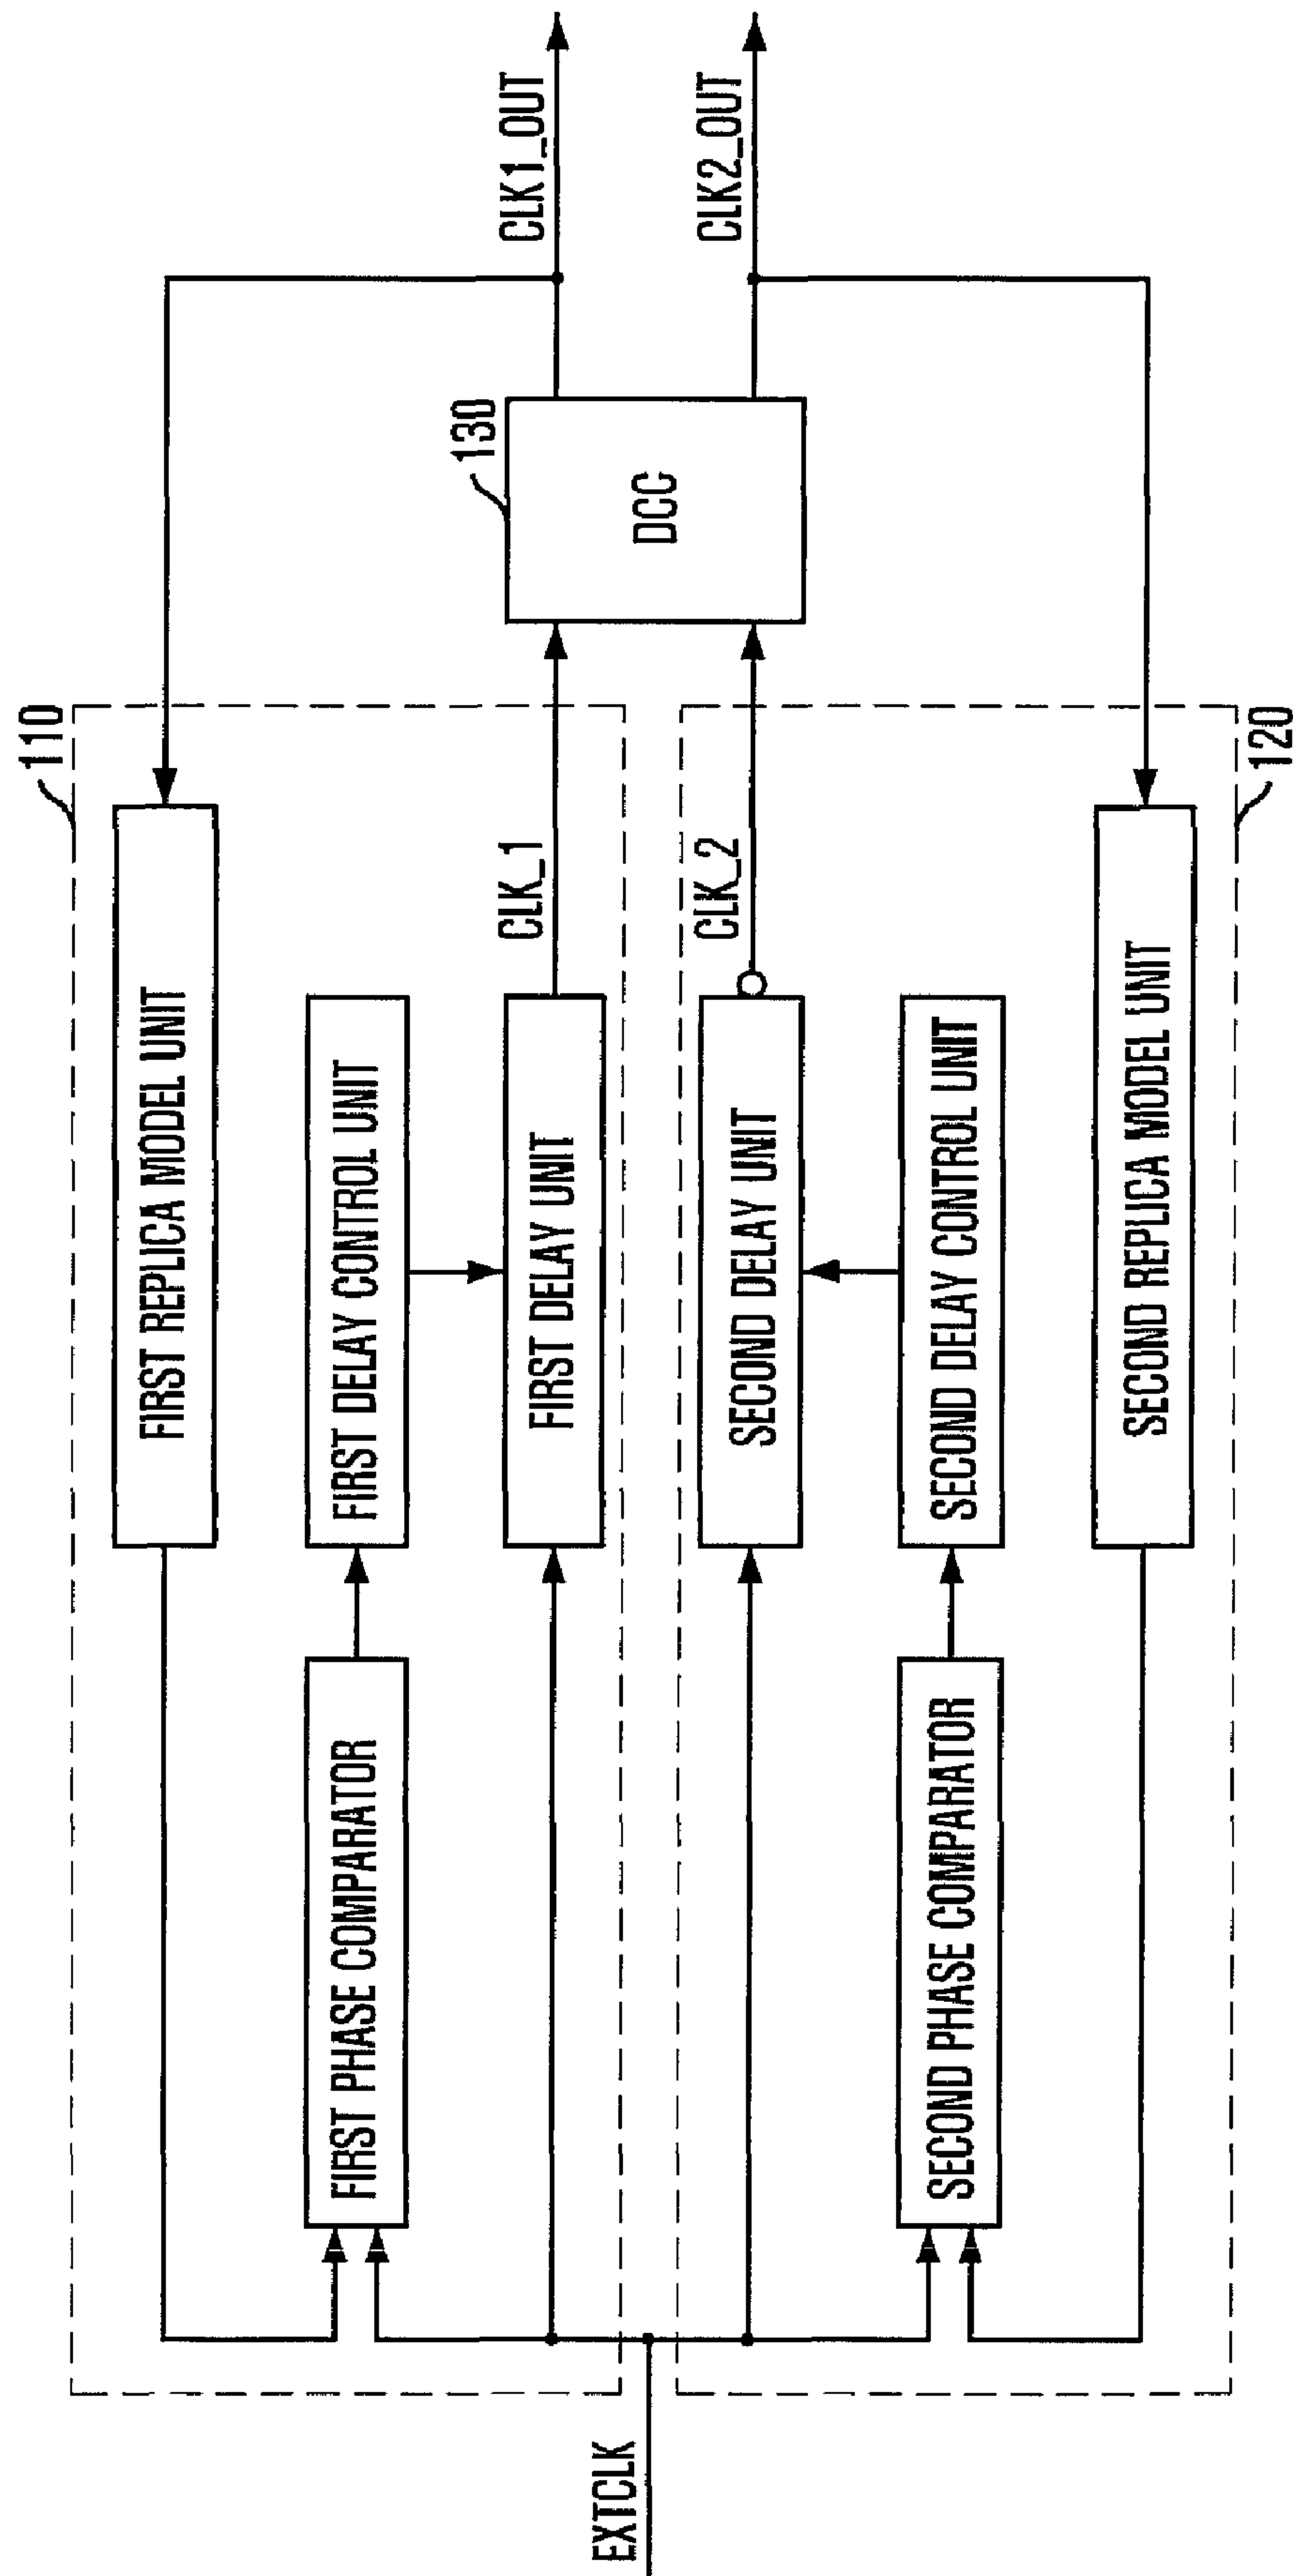 110
FIRST REPLICA MODEL UNIT
FIRST PHASE COMPARATOR
FIRST DELAY CONTROL UNIT
130
CLK1_OUT
CLK_1
FIRST DELAY UNIT
EXTCLK
DCC
CLK2_OUT
CLK_2
SECOND DELAY UNIT
SECOND PHASE COMPARATOR
SECOND DELAY CONTROL UNIT
SECOND REPLICA MODEL UNIT
120